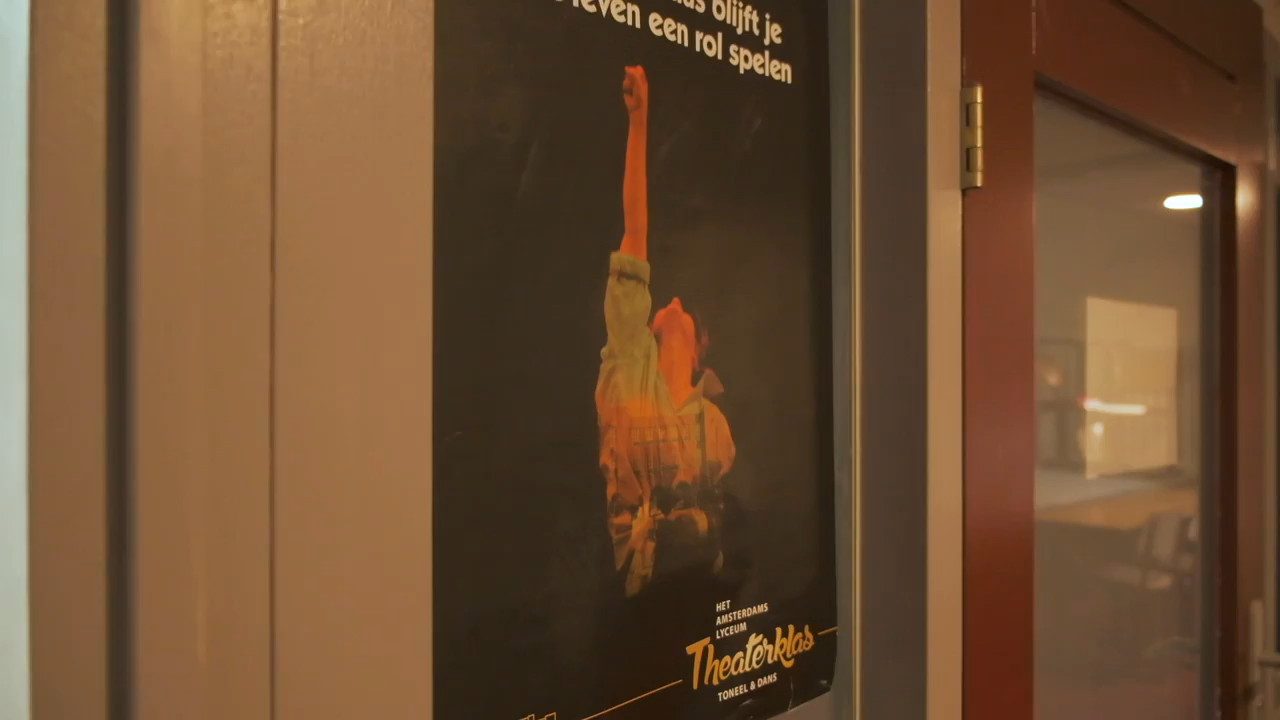 blijft je
leven een rol spelen
HET
AMSTERDAMS
LYCEUM
Theaterklas
TONEEL & DANS